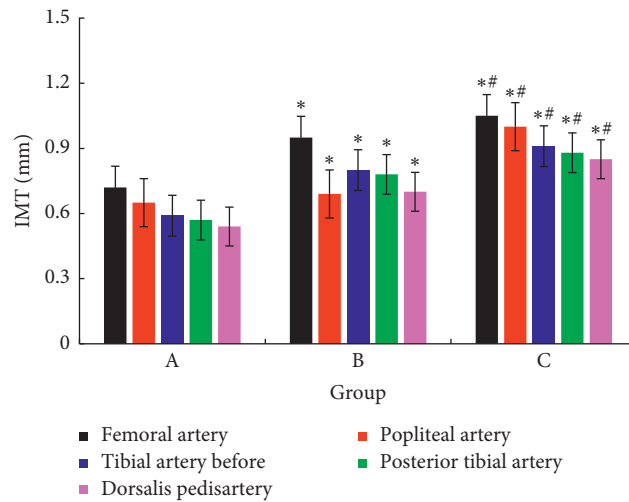 1.5
1.2
*# *#
*# *# *#
*
0.9
* * * *
IMT (mm)
0.6
0.3
0
A B C
Group
Femoral artery Popliteal artery
Tibial artery before Posterior tibial artery
Dorsalis pedisartery